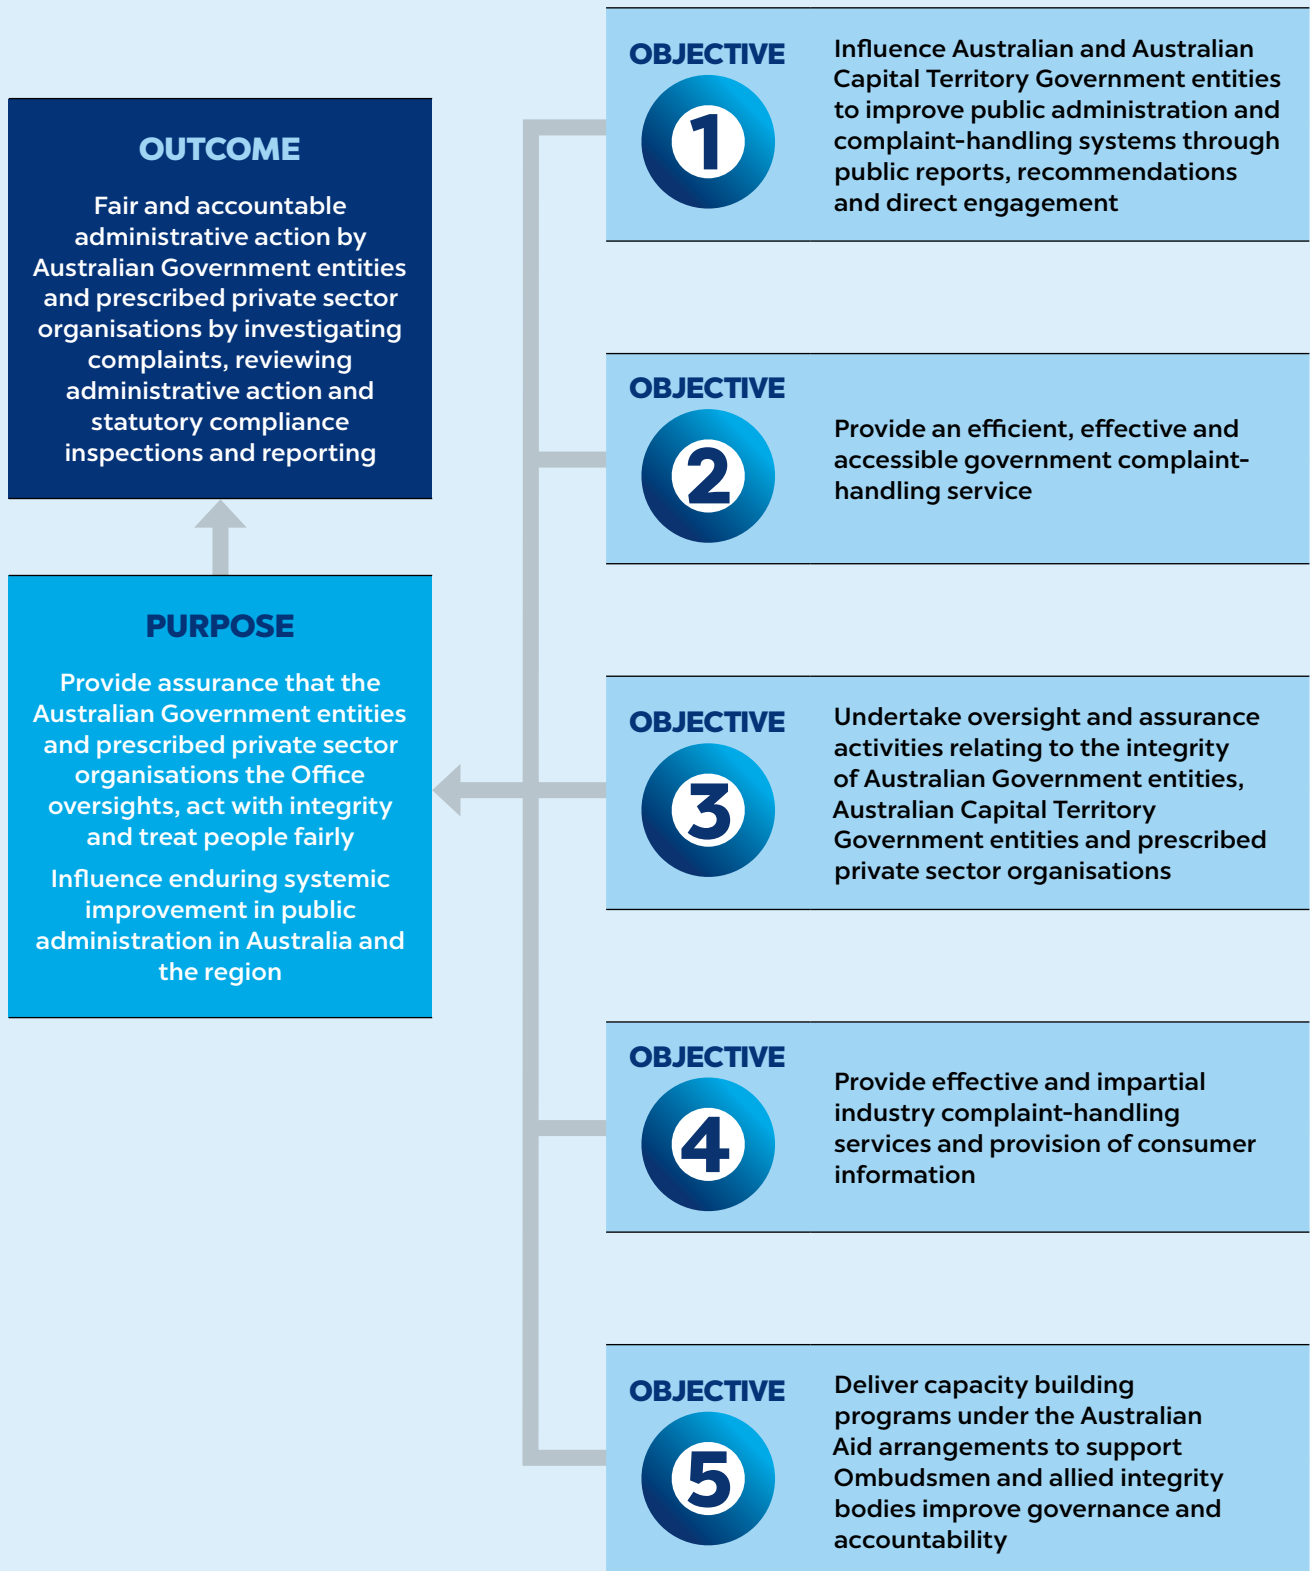 OUTCOME
Fair and accountable
administrative action by
Australian Government entities
and prescribed private sector
organisations by investigating
complaints, reviewing
administrative action and
statutory compliance
inspections and reporting
PURPOSE
Provide assurance that the
Australian Government entities
and prescribed private sector
organisations the Office
oversights, act with integrity
and treat people fairly
Influence enduring systemic
improvement in public
administration in Australia and
the region
OBJECTIVE
1
Influence Australian and Australian
Capital Territory Government entities
to improve public administration and
complaint-handling systems through
public reports, recommendations
and direct engagement
OBJECTIVE
2
Provide an efficient, effective and
accessible government complaint-
handling service
OBJECTIVE
3
Undertake oversight and assurance
activities relating to the integrity
of Australian Government entities,
Australian Capital Territory
Government entities and prescribed
private sector organisations
OBJECTIVE
4
Provide effective and impartial
industry complaint-handling
services and provision of consumer
information
OBJECTIVE
5
Deliver capacity building
programs under the Australian
Aid arrangements to support
Ombudsmen and allied integrity
bodies improve governance and
accountability